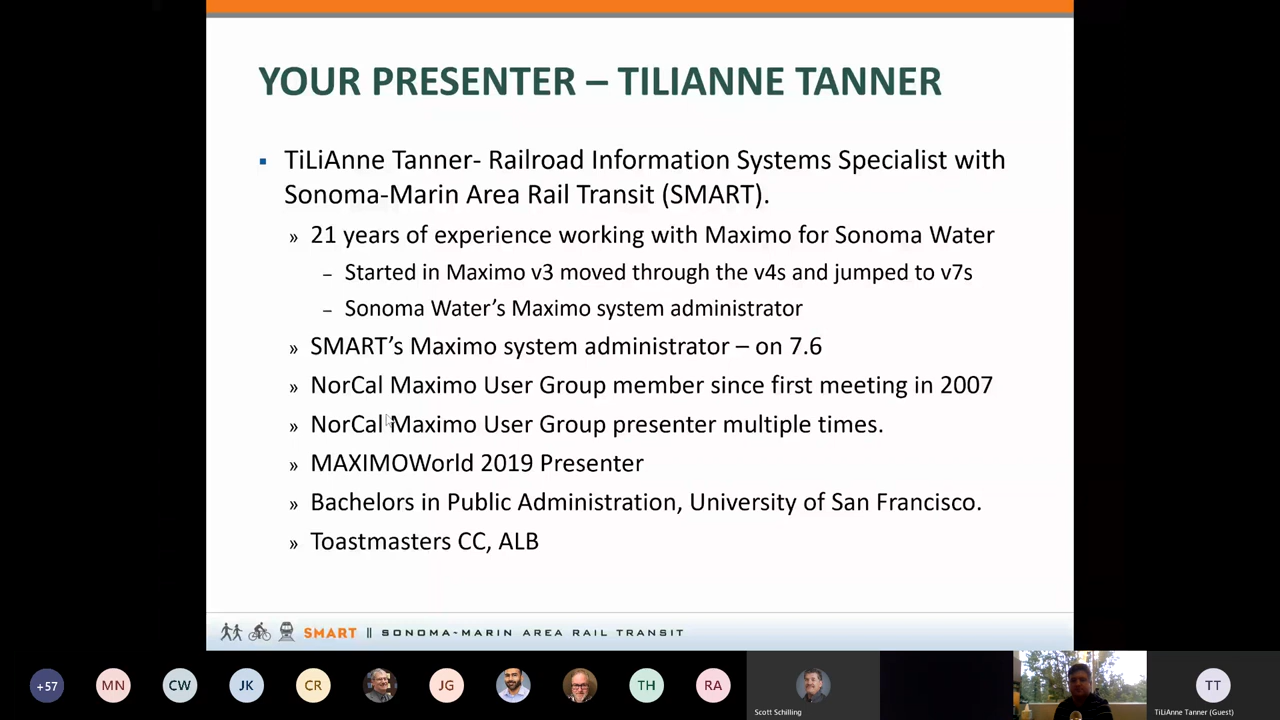 YOUR PRESENTER – TILIANNE TANNER
▪ TiLiAnne Tanner- Railroad Information Systems Specialist with
Sonoma-Marin Area Rail Transit (SMART).
» 21 years of experience working with Maximo for Sonoma Water
– Started in Maximo v3 moved through the v4s and jumped to v7s
– Sonoma Water’s Maximo system administrator
» SMART’s Maximo system administrator – on 7.6
» NorCal Maximo User Group member since first meeting in 2007
» NorCal Maximo User Group presenter multiple times.
» MAXIMOWorld 2019 Presenter
» Bachelors in Public Administration, University of San Francisco.
» Toastmasters CC, ALB
SMART || SONOMA-MARIN AREA RAIL TRANSIT
+57 MN CW JK CR JG TH RA TT
Scott Schilling TiLiAnne Tanner (Guest)